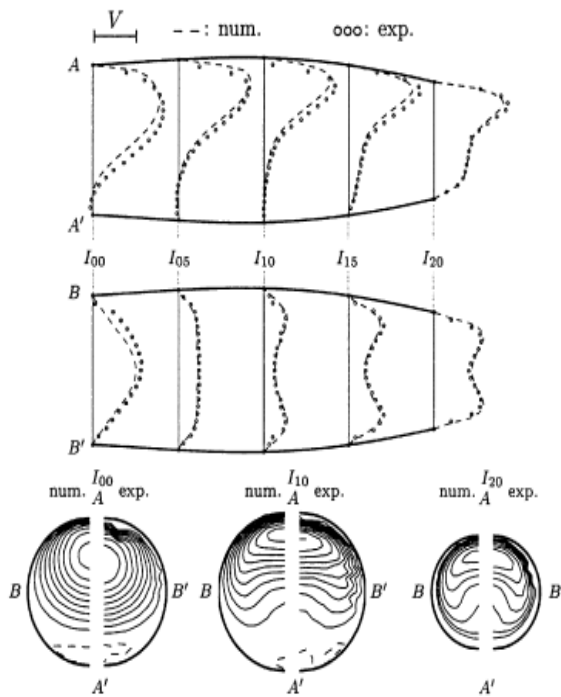 V
--: num.
ooo: exp.
A
A'
I00 I05 I10 I15 I20
B
B'
I00 I10 I20
num. A exp. num. A exp. num. A exp.
B B' B B' B B'
A' A' A'